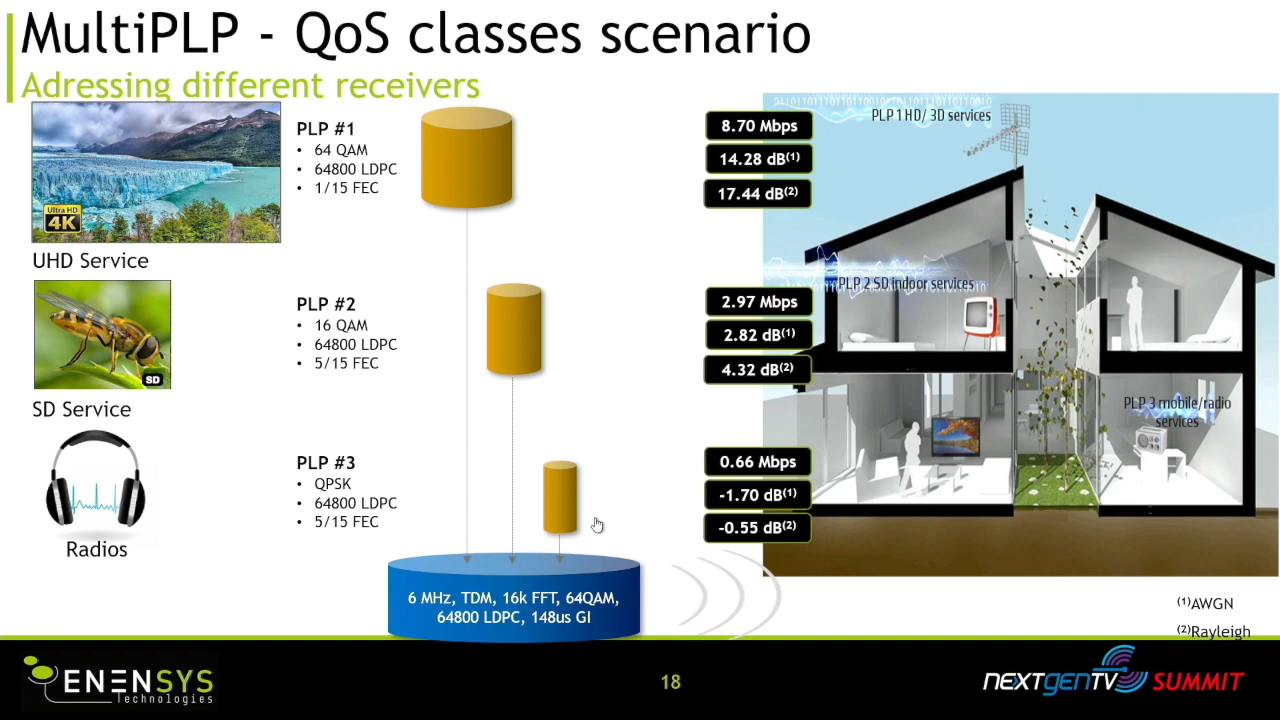 MultiPLP - QoS classes scenario
Adressing different receivers
Ultra HD
4K
UHD Service
PLP #1
• 64 QAM
• 64800 LDPC
• 1/15 FEC
8.70 Mbps
14.28 dB⁽¹⁾
17.44 dB⁽²⁾
PLP 1 HD/ 3D services
SD
SD Service
PLP #2
• 16 QAM
• 64800 LDPC
• 5/15 FEC
2.97 Mbps
2.82 dB⁽¹⁾
4.32 dB⁽²⁾
PLP 2 SD indoor services
Radios
PLP #3
• QPSK
• 64800 LDPC
• 5/15 FEC
0.66 Mbps
-1.70 dB⁽¹⁾
-0.55 dB⁽²⁾
PLP 3 mobile/radio
services
6 MHz, TDM, 16k FFT, 64QAM,
64800 LDPC, 148us GI
⁽¹⁾AWGN
⁽²⁾Rayleigh
ENENSYS
Technologies
18
NEXTGENTV SUMMIT